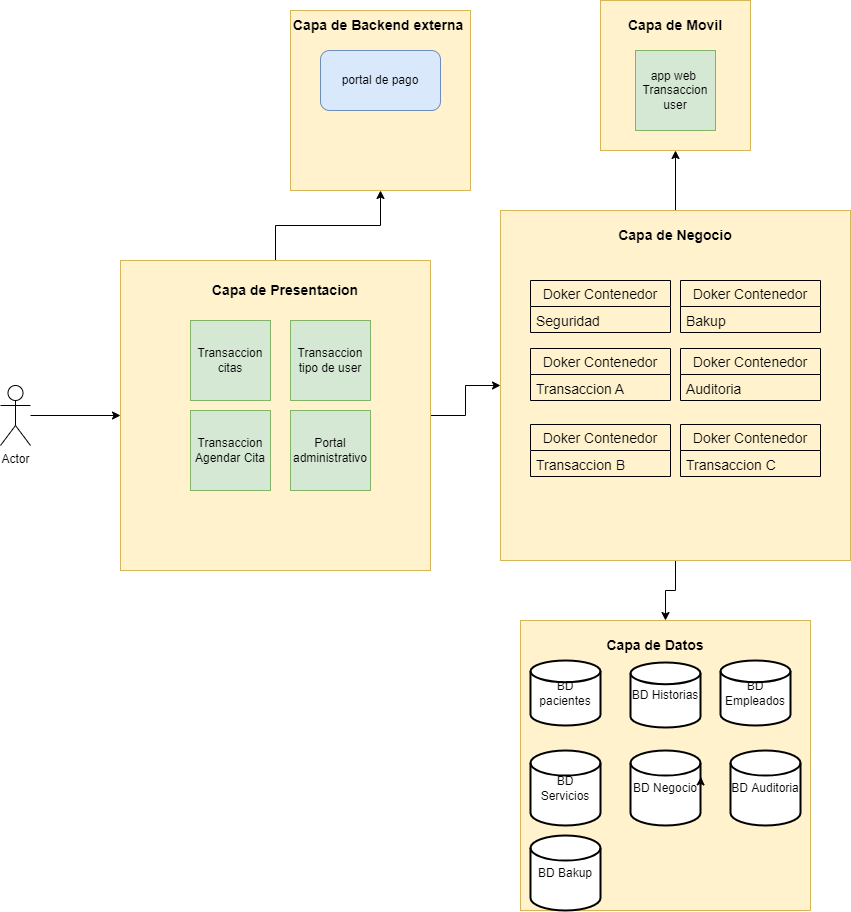 Capa de Backend externa
portal de pago
Capa de Movil
app web
Transaccion
user
Capa de Presentacion
Transaccion
citas
Transaccion
tipo de user
Transaccion
Agendar Cita
Portal
administrativo
Actor
Capa de Negocio
Doker Contenedor
Seguridad
Doker Contenedor
Bakup
Doker Contenedor
Transaccion A
Doker Contenedor
Auditoria
Doker Contenedor
Transaccion B
Doker Contenedor
Transaccion C
Capa de Datos
BD
pacientes
BD Historias
BD
Empleados
BD
Servicios
BD Negocio
BD Auditoria
BD Bakup